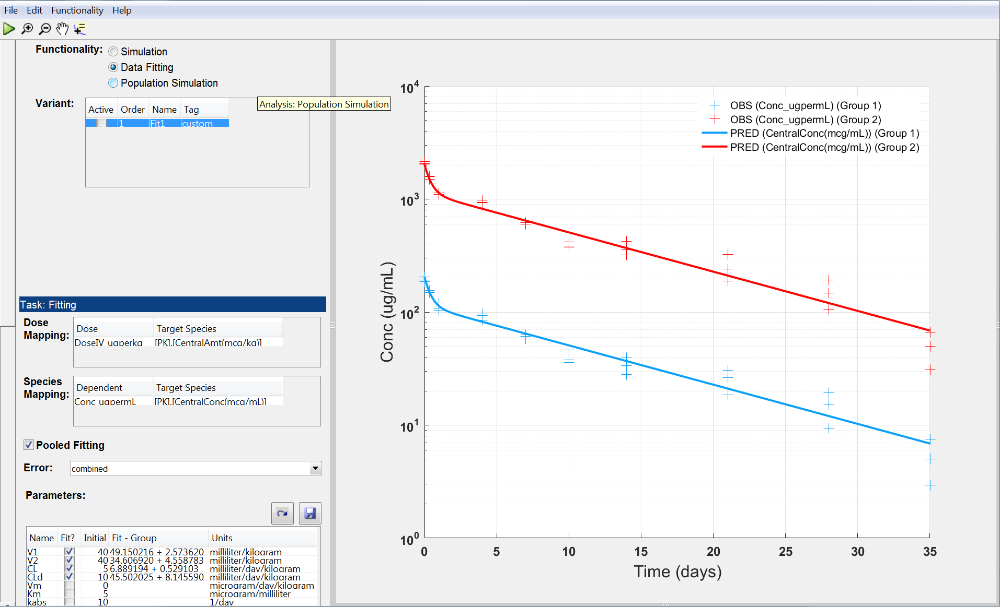 File Edit Functionality Help
Functionality:
Simulation
Data Fitting
Population Simulation
Variant:
Active Order Name Tag
1 Fit1 custom
Analysis: Population Simulation
Task: Fitting
Dose Mapping:
Dose Target Species
DoseIV_ugperkg [PK].[CentralAmt(mcg/kg)]
Species Mapping:
Dependent Target Species
Conc_ugpermL [PK].[CentralConc(mcg/mL)]
Pooled Fitting
Error: combined
Parameters:
Name Fit? Initial Fit - Group Units
V1 40 49.150216 + 2.573620 milliliter/kilogram
V2 40 34.606920 + 4.558783 milliliter/kilogram
CL 5 6.889194 + 0.529103 milliliter/day/kilogram
CLd 10 45.502025 + 8.145590 milliliter/day/kilogram
Vm 0 microgram/day/kilogram
Km 5 microgram/milliliter
kabs 10 1/day
OBS (Conc_ugpermL) (Group 1)
OBS (Conc_ugpermL) (Group 2)
PRED (CentralConc(mcg/mL)) (Group 1)
PRED (CentralConc(mcg/mL)) (Group 2)
Conc (ug/mL)
10^4
10^3
10^2
10^1
10^0
0 5 10 15 20 25 30 35
Time (days)